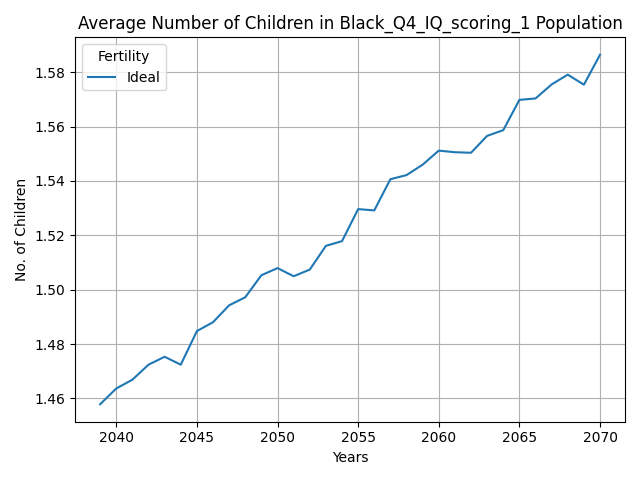 Average Number of Children in Black_Q4_IQ_scoring_1 Population
Fertility
Ideal
No. of Children
1.58
1.56
1.54
1.52
1.50
1.48
1.46
2040 2045 2050 2055 2060 2065 2070
Years